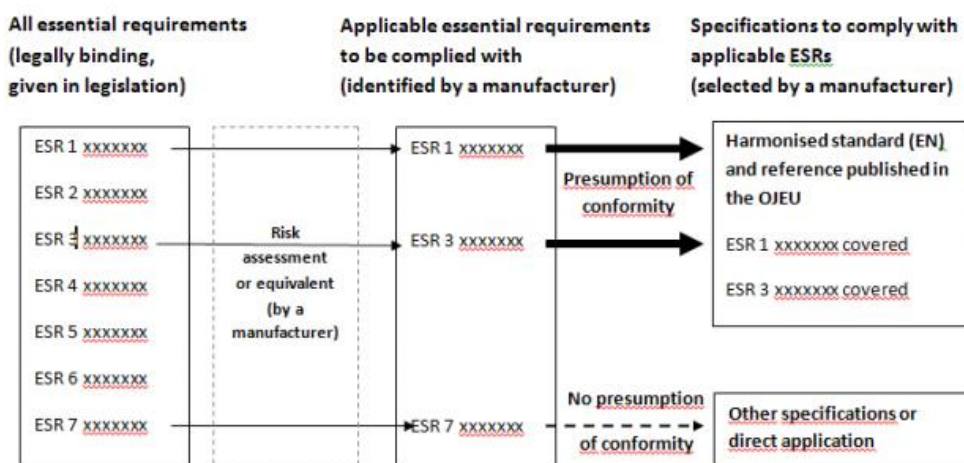 All essential requirements
(legally binding,
given in legislation)
Applicable essential requirements
to be complied with
(identified by a manufacturer)
Specifications to comply with
applicable ESRs
(selected by a manufacturer)
ESR 1 xxxxxxx
ESR 2 xxxxxxx
ESR 3 xxxxxxx
ESR 4 xxxxxxx
ESR 5 xxxxxxx
ESR 6 xxxxxxx
ESR 7 xxxxxxx
Risk
assessment
or equivalent
(by a
manufacturer)
ESR 1 xxxxxxx
ESR 3 xxxxxxx
ESR 7 xxxxxxx
Presumption of
conformity
No presumption
of conformity
Harmonised standard (EN)
and reference published in
the OJEU
ESR 1 xxxxxxx covered
ESR 3 xxxxxxx covered
Other specifications or
direct application